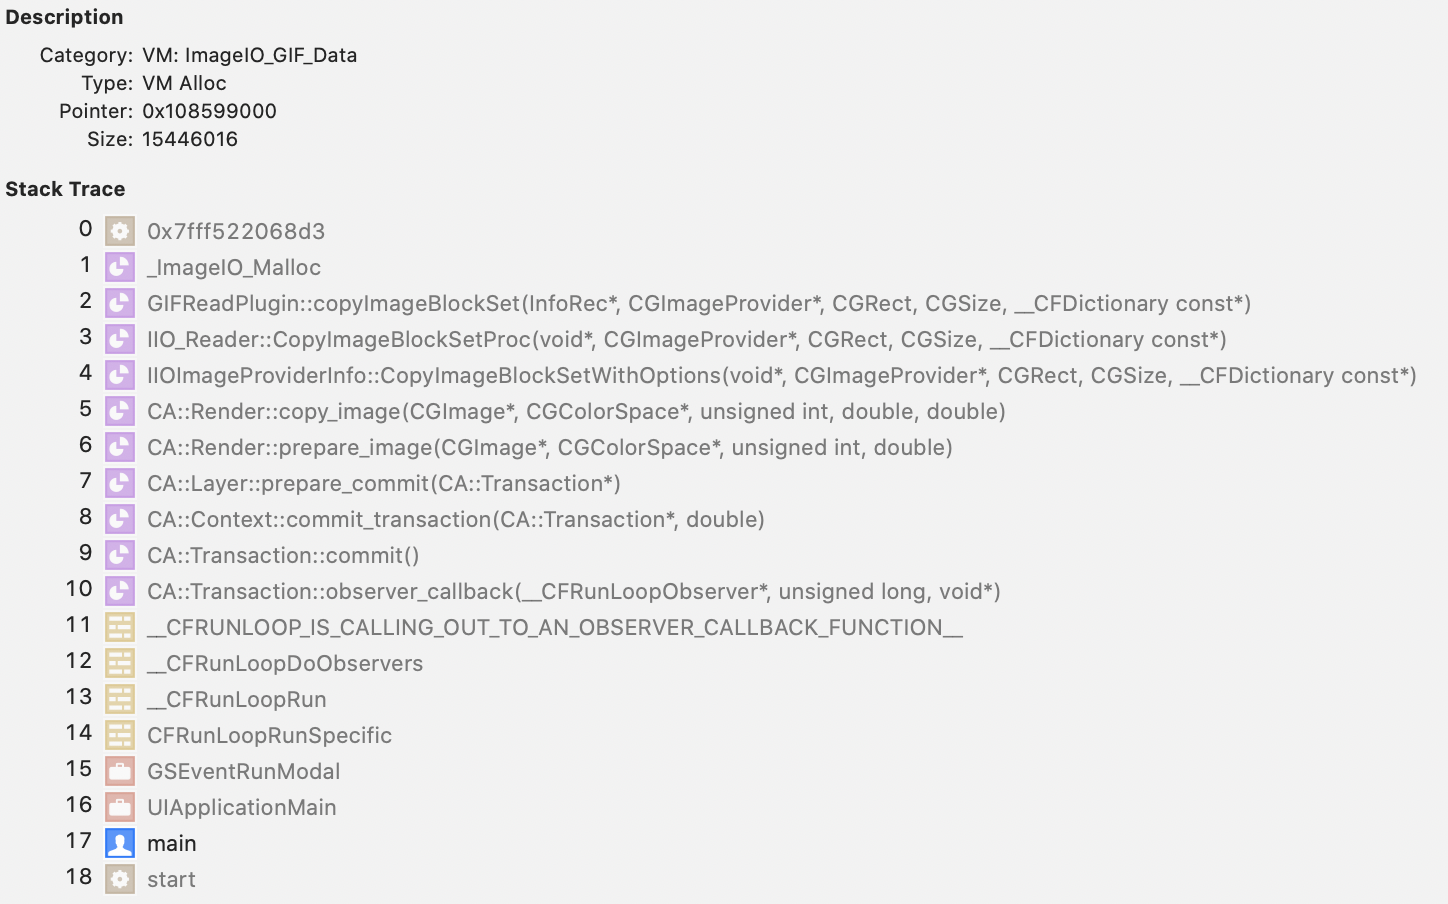 Description
Category: VM: ImageIO_GIF_Data
Type: VM Alloc
Pointer: 0x108599000
Size: 15446016
Stack Trace
0 0x7fff522068d3
1 _ImageIO_Malloc
2 GIFReadPlugin::copyImageBlockSet(InfoRec*, CGImageProvider*, CGRect, CGSize, __CFDictionary const*)
3 IIO_Reader::CopyImageBlockSetProc(void*, CGImageProvider*, CGRect, CGSize, __CFDictionary const*)
4 IIOImageProviderInfo::CopyImageBlockSetWithOptions(void*, CGImageProvider*, CGRect, CGSize, __CFDictionary const*)
5 CA::Render::copy_image(CGImage*, CGColorSpace*, unsigned int, double, double)
6 CA::Render::prepare_image(CGImage*, CGColorSpace*, unsigned int, double)
7 CA::Layer::prepare_commit(CA::Transaction*)
8 CA::Context::commit_transaction(CA::Transaction*, double)
9 CA::Transaction::commit()
10 CA::Transaction::observer_callback(__CFRunLoopObserver*, unsigned long, void*)
11 __CFRUNLOOP_IS_CALLING_OUT_TO_AN_OBSERVER_CALLBACK_FUNCTION__
12 __CFRunLoopDoObservers
13 __CFRunLoopRun
14 CFRunLoopRunSpecific
15 GSEventRunModal
16 UIApplicationMain
17 main
18 start